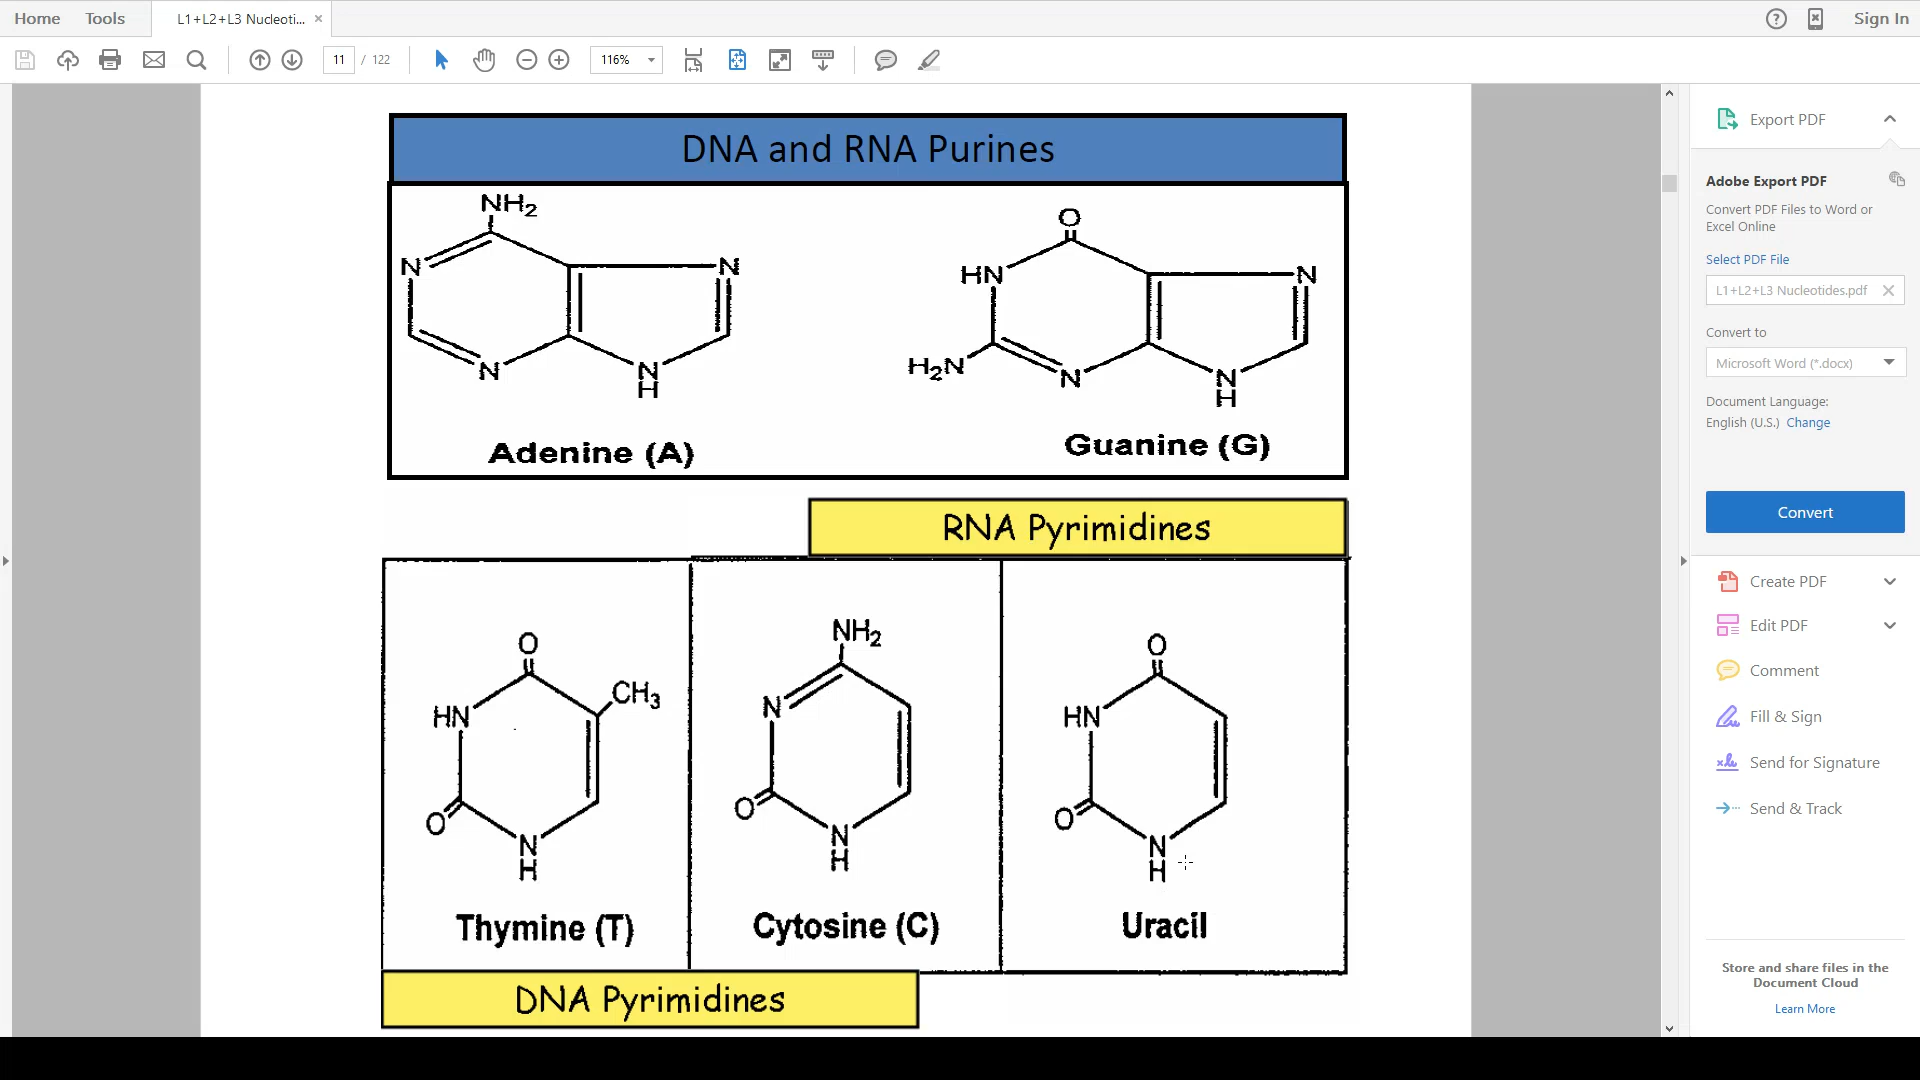 Home Tools L1+L2+L3 Nucleoti... × Sign In
11 / 122 116%
DNA and RNA Purines
NH2
N N
N N
H
Adenine (A)
O
HN N
H2N N N
H
Guanine (G)
RNA Pyrimidines
O
CH3
HN
O N
H
Thymine (T)
NH2
N
O N
H
Cytosine (C)
O
HN
O N
H
Uracil
DNA Pyrimidines
Export PDF
Adobe Export PDF
Convert PDF Files to Word or
Excel Online
Select PDF File
L1+L2+L3 Nucleotides.pdf
Convert to
Microsoft Word (*.docx)
Document Language:
English (U.S.) Change
Convert
Create PDF
Edit PDF
Comment
Fill & Sign
Send for Signature
Send & Track
Store and share files in the
Document Cloud
Learn More